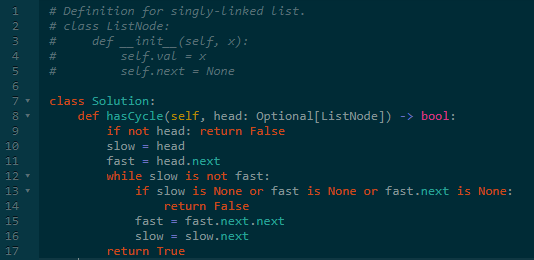 1 # Definition for singly-linked list.
2 # class ListNode:
3 #     def __init__(self, x):
4 #         self.val = x
5 #         self.next = None
6
7 class Solution:
8     def hasCycle(self, head: Optional[ListNode]) -> bool:
9         if not head: return False
10         slow = head
11         fast = head.next
12         while slow is not fast:
13             if slow is None or fast is None or fast.next is None:
14                 return False
15             fast = fast.next.next
16             slow = slow.next
17         return True